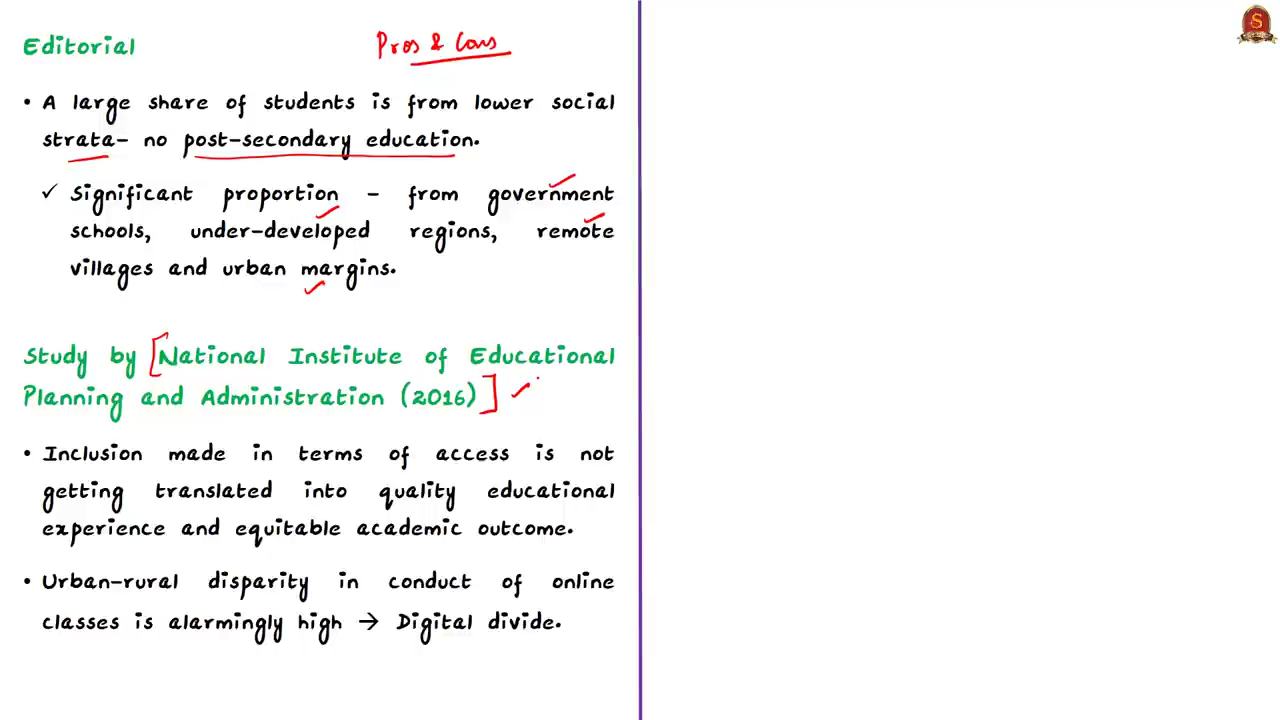 Editorial
Pros & Cons
• A large share of students is from lower social
strata- no post-secondary education.
✓ Significant proportion - from government
schools, under-developed regions, remote
villages and urban margins.
Study by [National Institute of Educational
Planning and Administration (2016)]
• Inclusion made in terms of access is not
getting translated into quality educational
experience and equitable academic outcome.
• Urban-rural disparity in conduct of online
classes is alarmingly high → Digital divide.
S